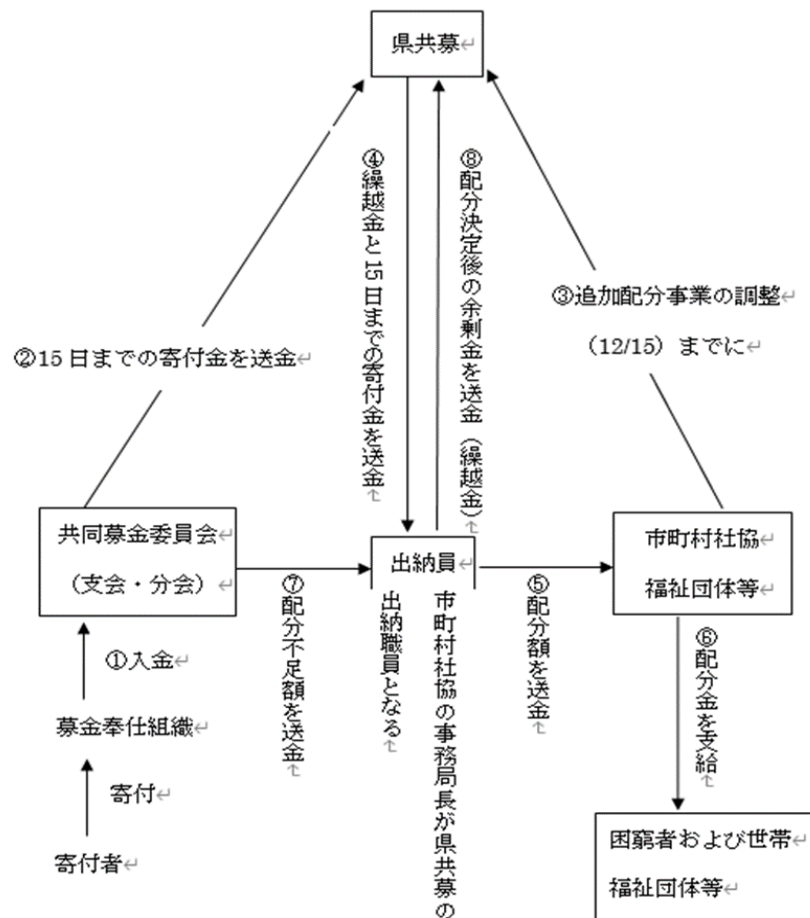 県共募
④繰越金と15日までの寄付金を送金
⑧配分決定後の余剰金を送金（繰越金）
③追加配分事業の調整
（12/15）までに
②15日までの寄付金を送金
共同募金委員会
（支会・分会）
出納員
市町村社協
福祉団体等
⑦配分不足額を送金
市町村社協の事務局長が県共募の
出納職員となる
⑤配分額を送金
⑥配分金を支給
①入金
募金奉仕組織
寄付
寄付者
困窮者および世帯
福祉団体等